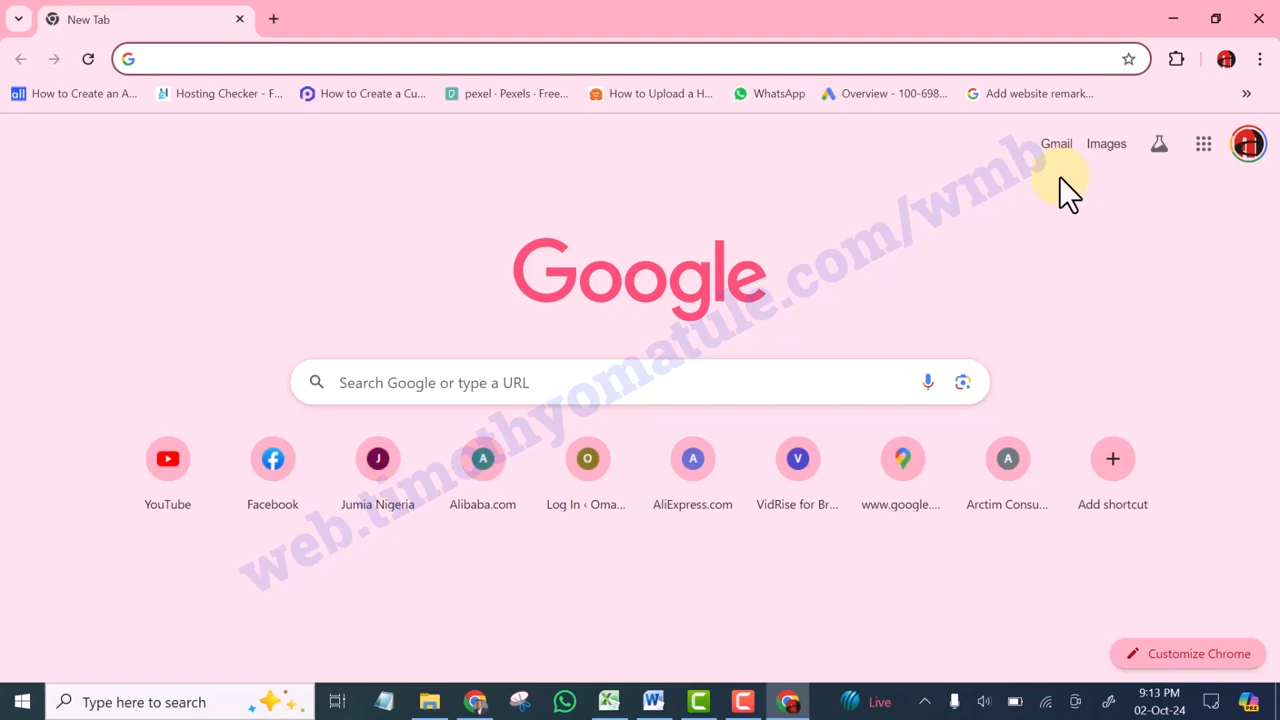 New Tab
How to Create an A...
Hosting Checker - F...
How to Create a Cu...
pexel · Pexels · Free...
How to Upload a H...
WhatsApp
Overview - 100-698...
Add website remark...
Gmail
Images
Google
Search Google or type a URL
YouTube
Facebook
J
Jumia Nigeria
A
Alibaba.com
O
Log In ‹ Oma...
A
AliExpress.com
V
VidRise for Br...
www.google....
A
Arctim Consu...
Add shortcut
web.timothyomatule.com/wmb
Customize Chrome
Type here to search
Live
9:13 PM
02-Oct-24